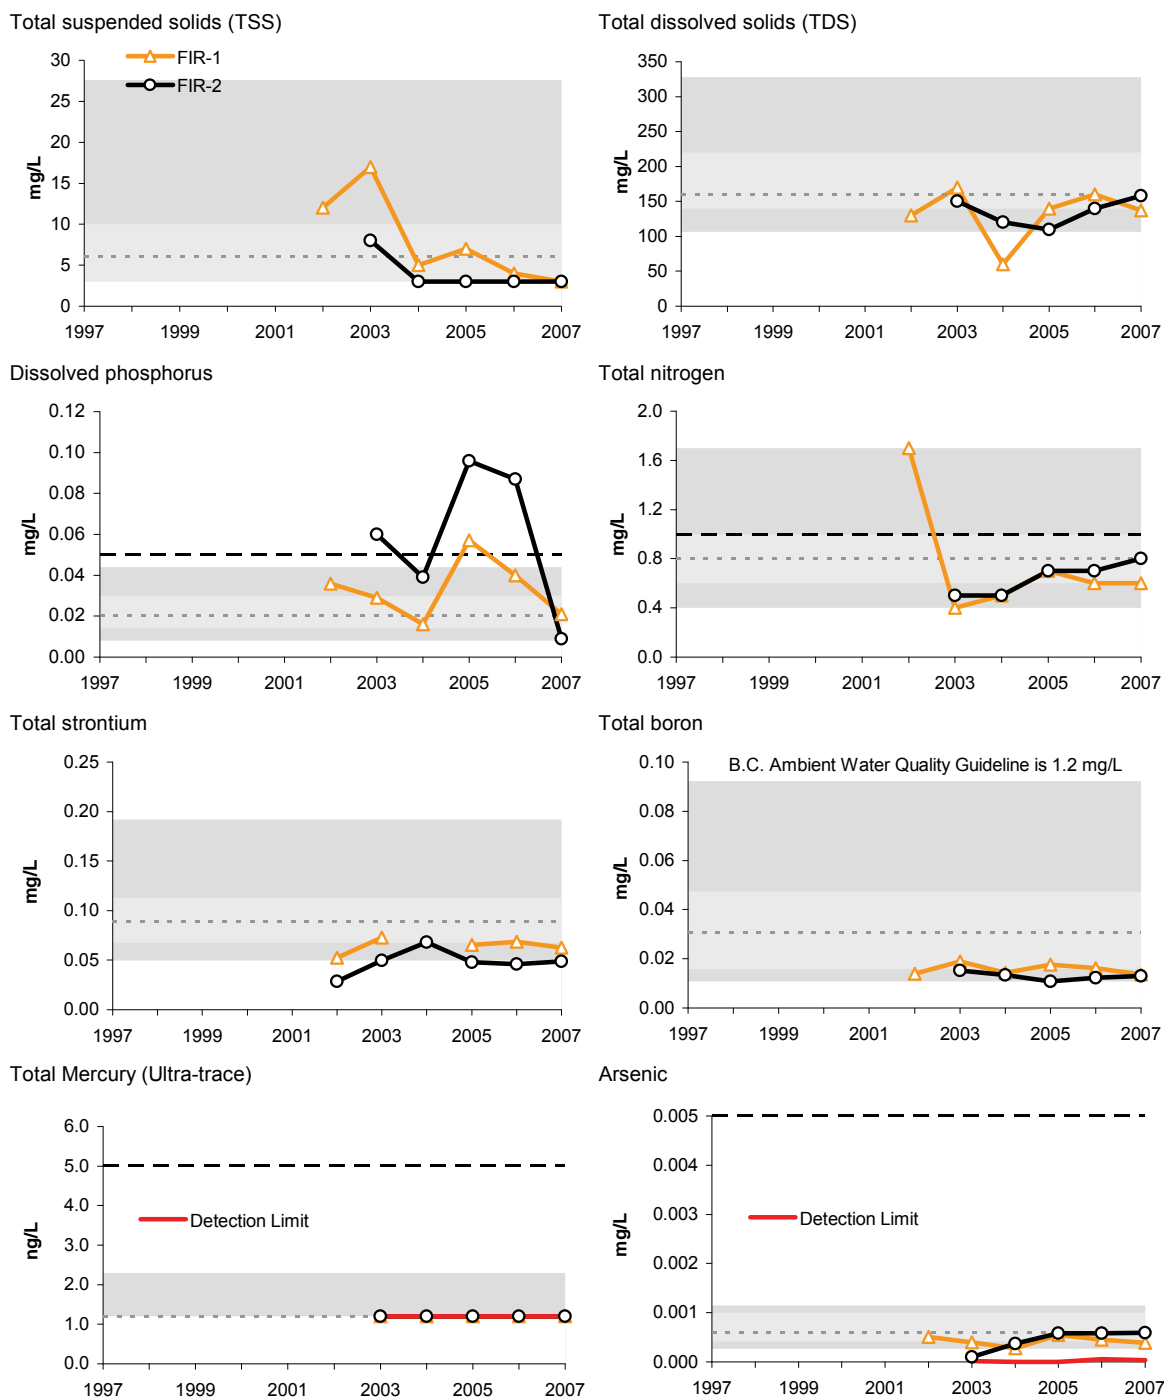 Total suspended solids (TSS)
mg/L
30
25
20
15
10
5
0
FIR-1
FIR-2
1997 1999 2001 2003 2005 2007
Total dissolved solids (TDS)
mg/L
350
300
250
200
150
100
50
0
1997 1999 2001 2003 2005 2007
Dissolved phosphorus
mg/L
0.12
0.10
0.08
0.06
0.04
0.02
0.00
1997 1999 2001 2003 2005 2007
Total nitrogen
mg/L
2.0
1.6
1.2
0.8
0.4
0.0
1997 1999 2001 2003 2005 2007
Total strontium
mg/L
0.25
0.20
0.15
0.10
0.05
0.00
1997 1999 2001 2003 2005 2007
Total boron
mg/L
0.10
0.08
0.06
0.04
0.02
0.00
B.C. Ambient Water Quality Guideline is 1.2 mg/L
1997 1999 2001 2003 2005 2007
Total Mercury (Ultra-trace)
ng/L
6.0
5.0
4.0
3.0
2.0
1.0
0.0
Detection Limit
1997 1999 2001 2003 2005 2007
Arsenic
mg/L
0.005
0.004
0.003
0.002
0.001
0.000
Detection Limit
1997 1999 2001 2003 2005 2007